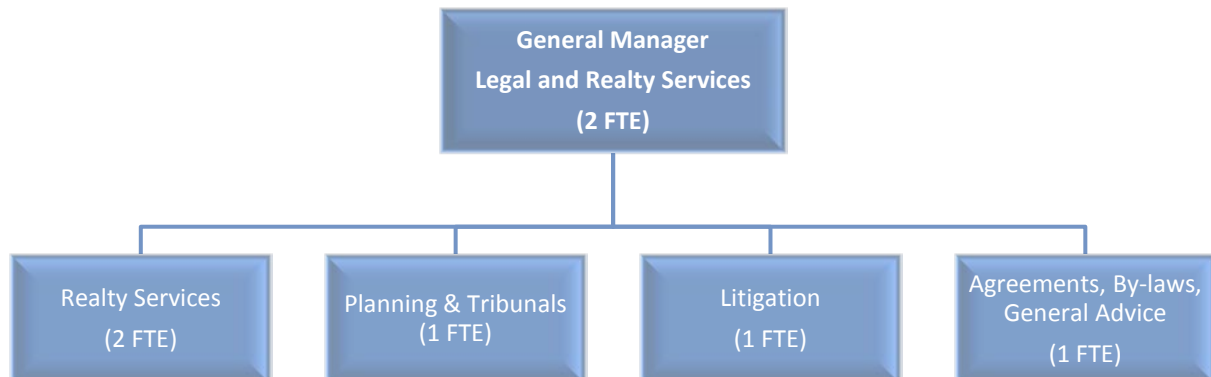 General Manager
Legal and Realty Services
(2 FTE)
Realty Services
(2 FTE)
Planning & Tribunals
(1 FTE)
Litigation
(1 FTE)
Agreements, By-laws,
General Advice
(1 FTE)